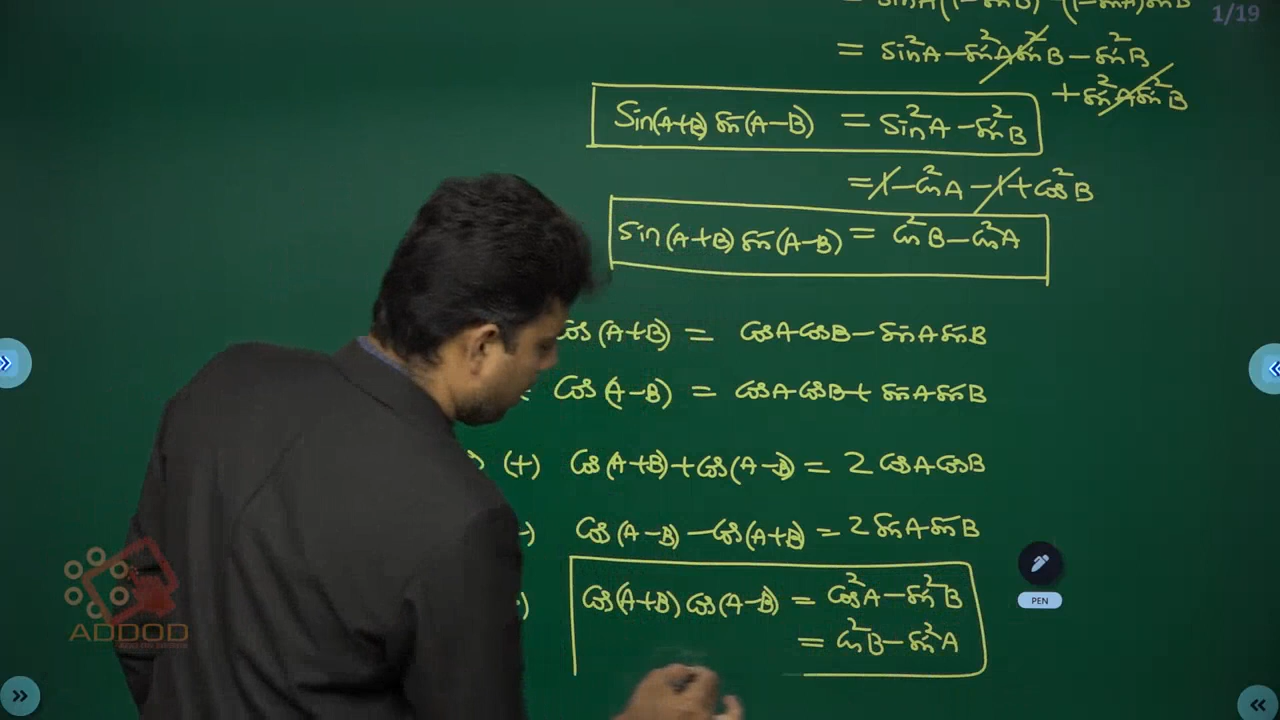 1/19
= sin²A - sin²A sin²B - sin²B
+ sin²A sin²B
Sin(A+B) sin(A-B) = sin²A - sin²B
= 1 - cos²A - 1 + cos²B
sin(A+B) sin(A-B) = cos²B - cos²A
cos(A+B) = cosA cosB - sinA sinB
cos(A-B) = cosA cosB + sinA sinB
(+) cos(A+B) + cos(A-B) = 2 cosA cosB
cos(A-B) - cos(A+B) = 2 sinA sinB
cos(A+B) cos(A-B) = cos²A - sin²B
= cos²B - sin²A
PEN
ADDOD